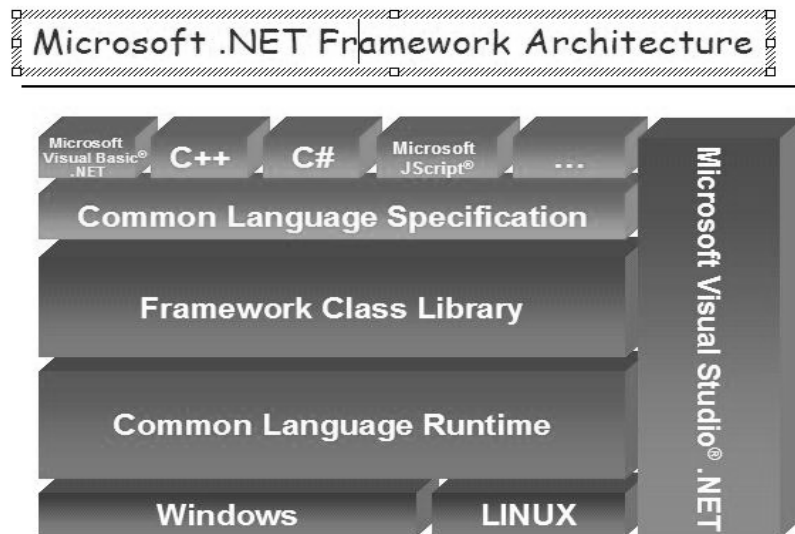 Microsoft .NET Framework Architecture
Microsoft
Visual Basic®
.NET
C++
C#
Microsoft
JScript®
...
Common Language Specification
Framework Class Library
Common Language Runtime
Windows
LINUX
Microsoft Visual Studio® .NET